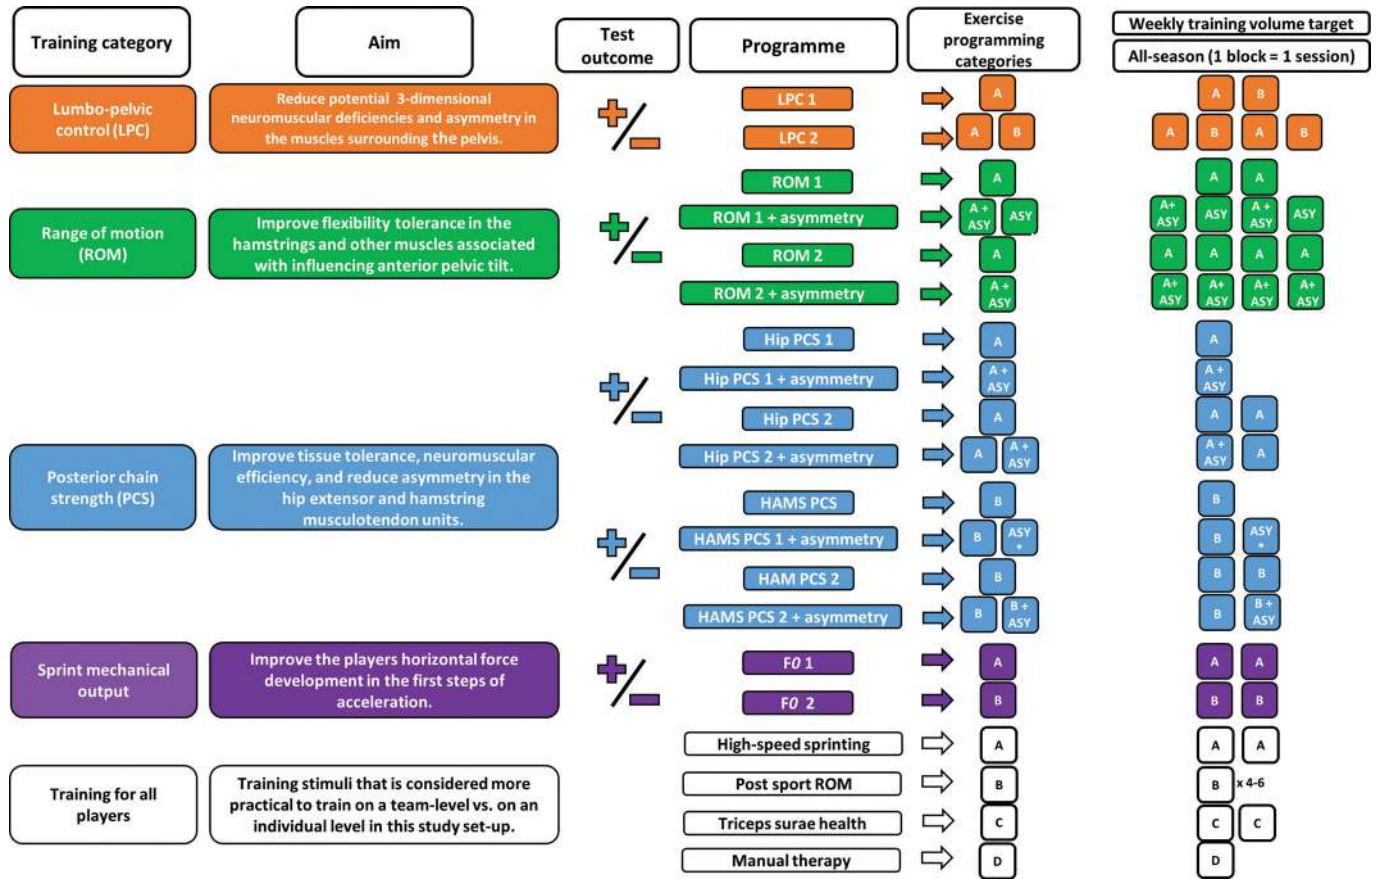 Training category
Aim
Test
outcome
Programme
Exercise
programming
categories
Weekly training volume target
All-season (1 block = 1 session)
Lumbo-pelvic
control (LPC)
Reduce potential 3-dimensional
neuromuscular deficiencies and asymmetry in
the muscles surrounding the pelvis.
LPC 1
A
A B
LPC 2
A B
A B A B
Range of motion
(ROM)
Improve flexibility tolerance in the
hamstrings and other muscles associated
with influencing anterior pelvic tilt.
ROM 1
A
A A
ROM 1 + asymmetry
A +
ASY
ASY
A+
ASY
ASY
A +
ASY
ASY
ROM 2
A
A A A A
ROM 2 + asymmetry
A +
ASY
A+
ASY
A+
ASY
A +
ASY
A+
ASY
Posterior chain
strength (PCS)
Improve tissue tolerance, neuromuscular
efficiency, and reduce asymmetry in the
hip extensor and hamstring
musculotendon units.
Hip PCS 1
A
A
Hip PCS 1 + asymmetry
A +
ASY
A +
ASY
Hip PCS 2
A
A A
Hip PCS 2 + asymmetry
A
A +
ASY
A +
ASY
A
HAMS PCS
B
B
HAMS PCS 1 + asymmetry
B
ASY
+
B
ASY
*
HAM PCS 2
B
B B
HAMS PCS 2 + asymmetry
B
B +
ASY
B
B +
ASY
Sprint mechanical
output
Improve the players horizontal force
development in the first steps of
acceleration.
F0 1
A
A A
F0 2
B
B B
Training for all
players
Training stimuli that is considered more
practical to train on a team-level vs. on an
individual level in this study set-up.
High-speed sprinting
A
A A
Post sport ROM
B
B x 4-6
Triceps surae health
C
C C
Manual therapy
D
D